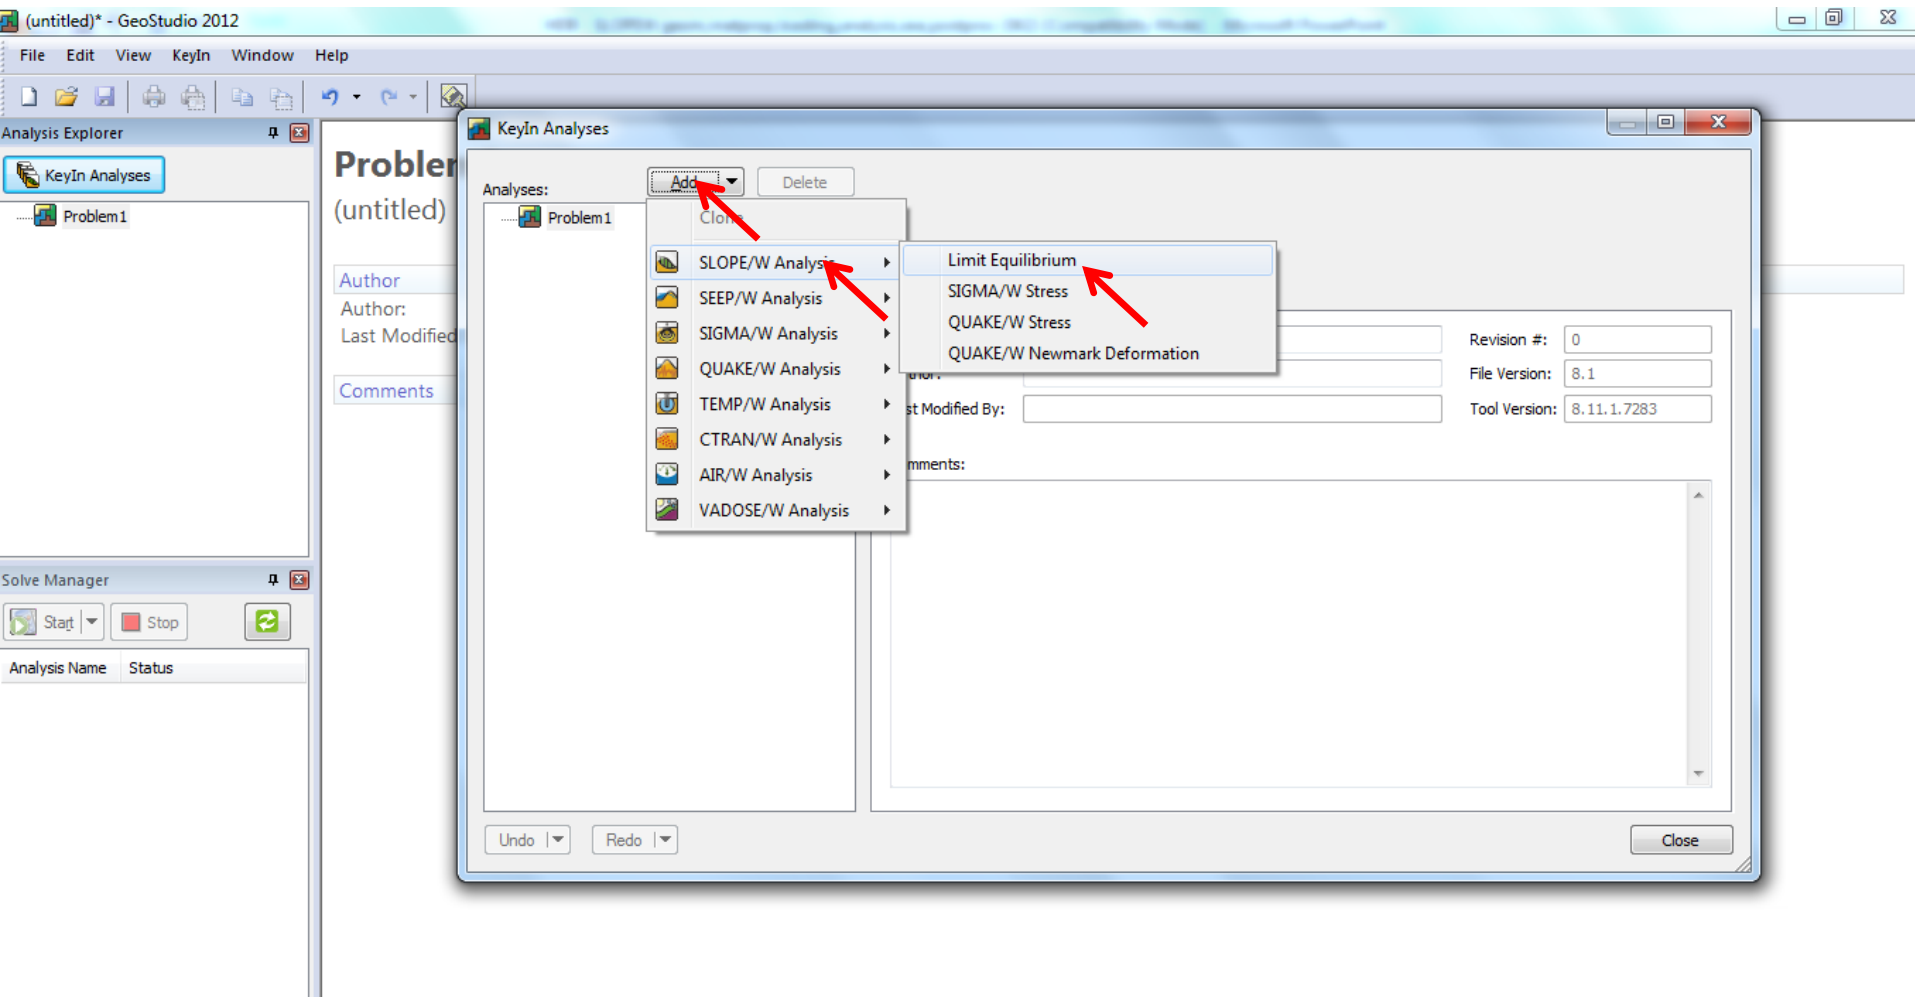 (untitled)* - GeoStudio 2012
File Edit View KeyIn Window Help
Analysis Explorer
KeyIn Analyses
Problem1
(untitled)
Author
Author:
Last Modified
Comments
Solve Manager
Start Stop
Analysis Name Status
KeyIn Analyses
Analyses:
Add Delete
Problem1
Clone
SLOPE/W Analysis
SEEP/W Analysis
SIGMA/W Analysis
QUAKE/W Analysis
TEMP/W Analysis
CTRAN/W Analysis
AIR/W Analysis
VADOSE/W Analysis
Limit Equilibrium
SIGMA/W Stress
QUAKE/W Stress
QUAKE/W Newmark Deformation
Revision #: 0
File Version: 8.1
st Modified By:
Tool Version: 8.11.1.7283
mments:
Undo Redo Close